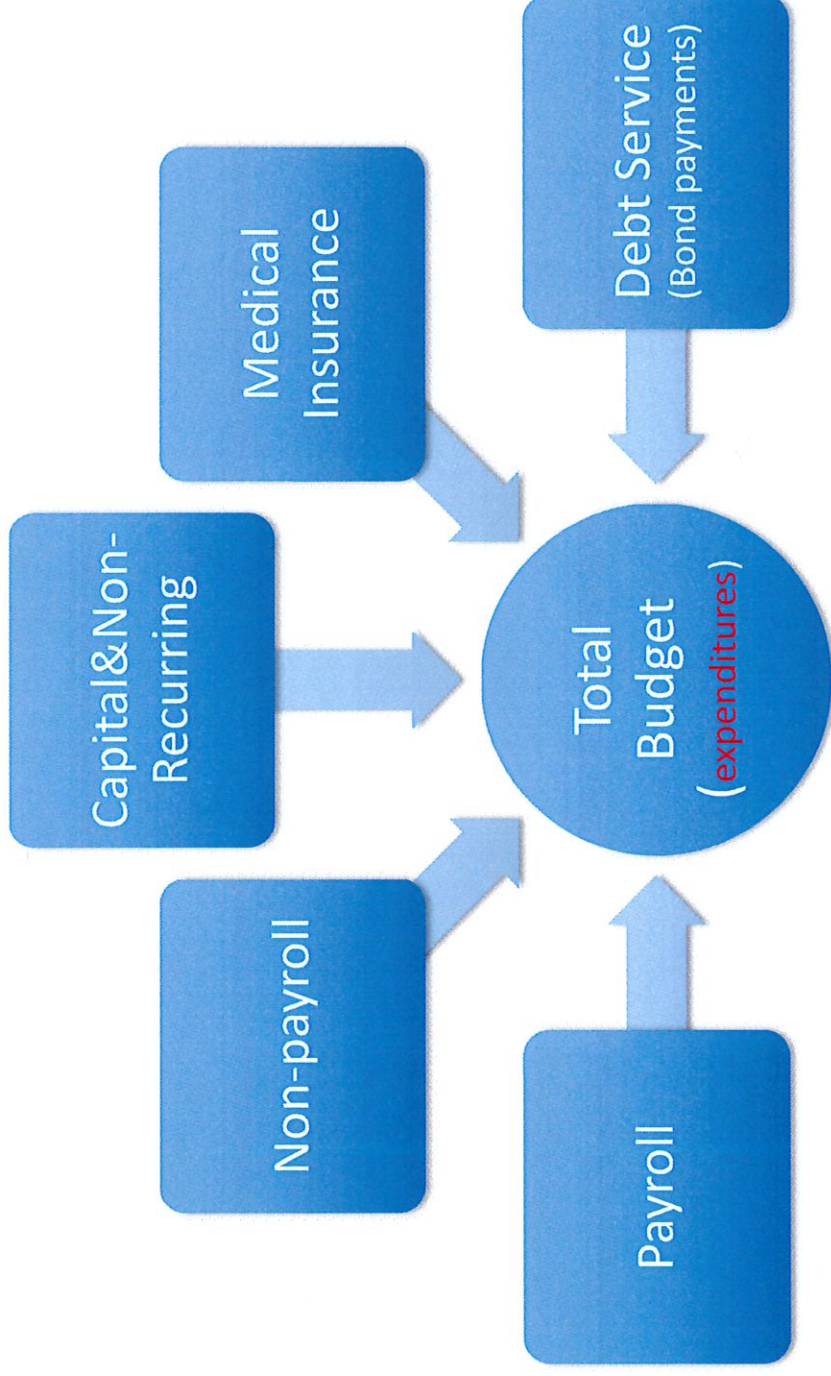 Payroll
Non-payroll
Capital&Non-
Recurring
Medical
Insurance
Debt Service
(Bond payments)
Total
Budget
(expenditures)